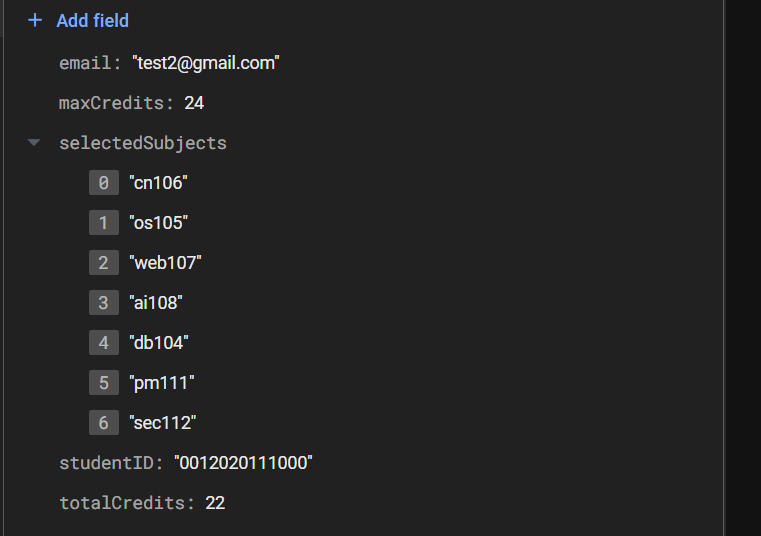 + Add field
email: "test2@gmail.com"
maxCredits: 24
selectedSubjects
0 "cn106"
1 "os105"
2 "web107"
3 "ai108"
4 "db104"
5 "pm111"
6 "sec112"
studentID: "0012020111000"
totalCredits: 22